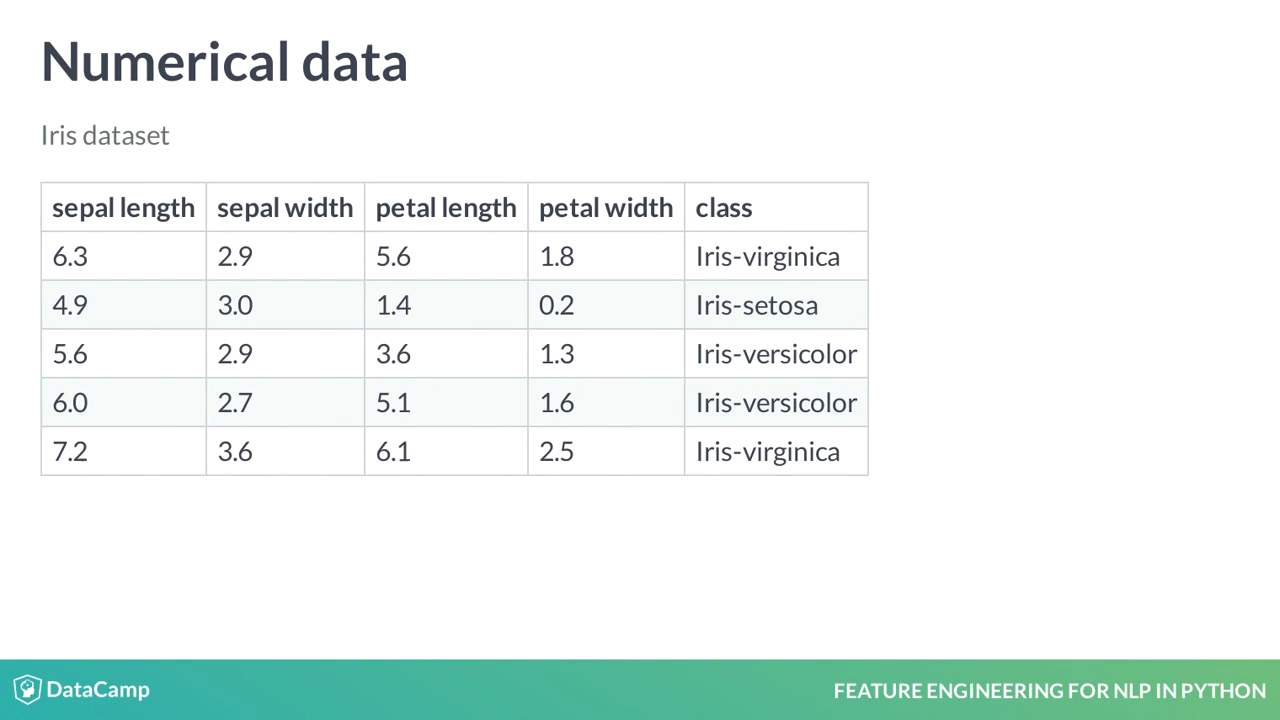 Numerical data
Iris dataset
sepal length sepal width petal length petal width class
6.3 2.9 5.6 1.8 Iris-virginica
4.9 3.0 1.4 0.2 Iris-setosa
5.6 2.9 3.6 1.3 Iris-versicolor
6.0 2.7 5.1 1.6 Iris-versicolor
7.2 3.6 6.1 2.5 Iris-virginica
DataCamp FEATURE ENGINEERING FOR NLP IN PYTHON